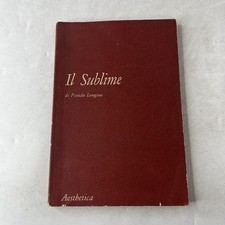 Il Sublime
di Pseudo Longino
Aesthetica